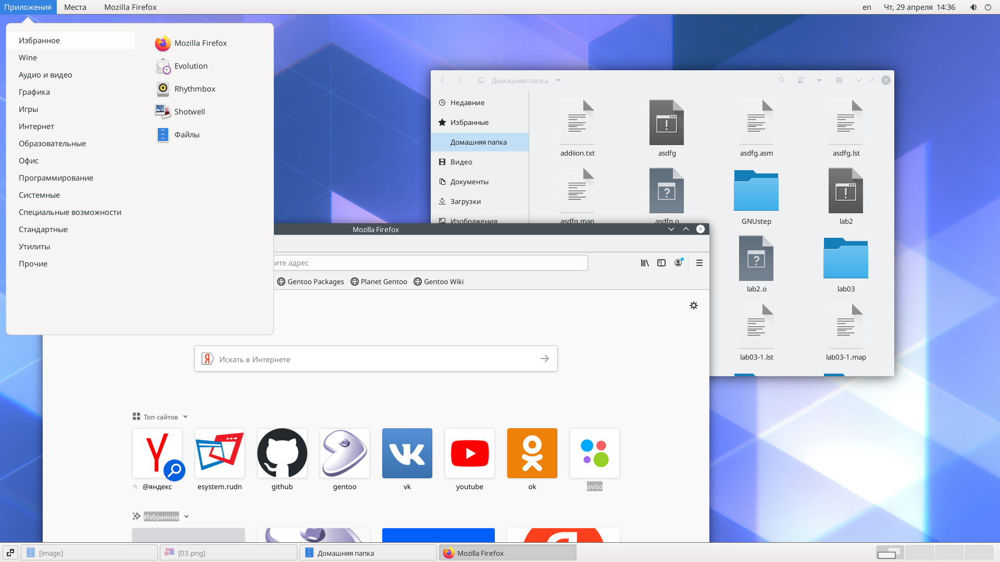 Приложения Места Mozilla Firefox en Чт, 29 апреля 14:36
Избранное
Wine
Аудио и видео
Графика
Игры
Интернет
Образовательные
Офис
Программирование
Системные
Специальные возможности
Стандартные
Утилиты
Прочие
Mozilla Firefox
Evolution
Rhythmbox
Shotwell
Файлы
Домашняя папка
Недавние
Избранные
Домашняя папка
Видео
Документы
Загрузки
Изображения
addiion.txt asdfg asdfg.asm asdfg.lst
asdfg.map asdfg.o GNUstep lab2
lab2.o lab03
lab03-1.lst lab03-1.map
Mozilla Firefox
ите адрес
Gentoo Packages Planet Gentoo Gentoo Wiki
Искать в Интернете
Топ сайтов
@яндекс esystem.rudn github gentoo vk youtube ok avito
Избранное
[image] [03.png] Домашняя папка Mozilla Firefox